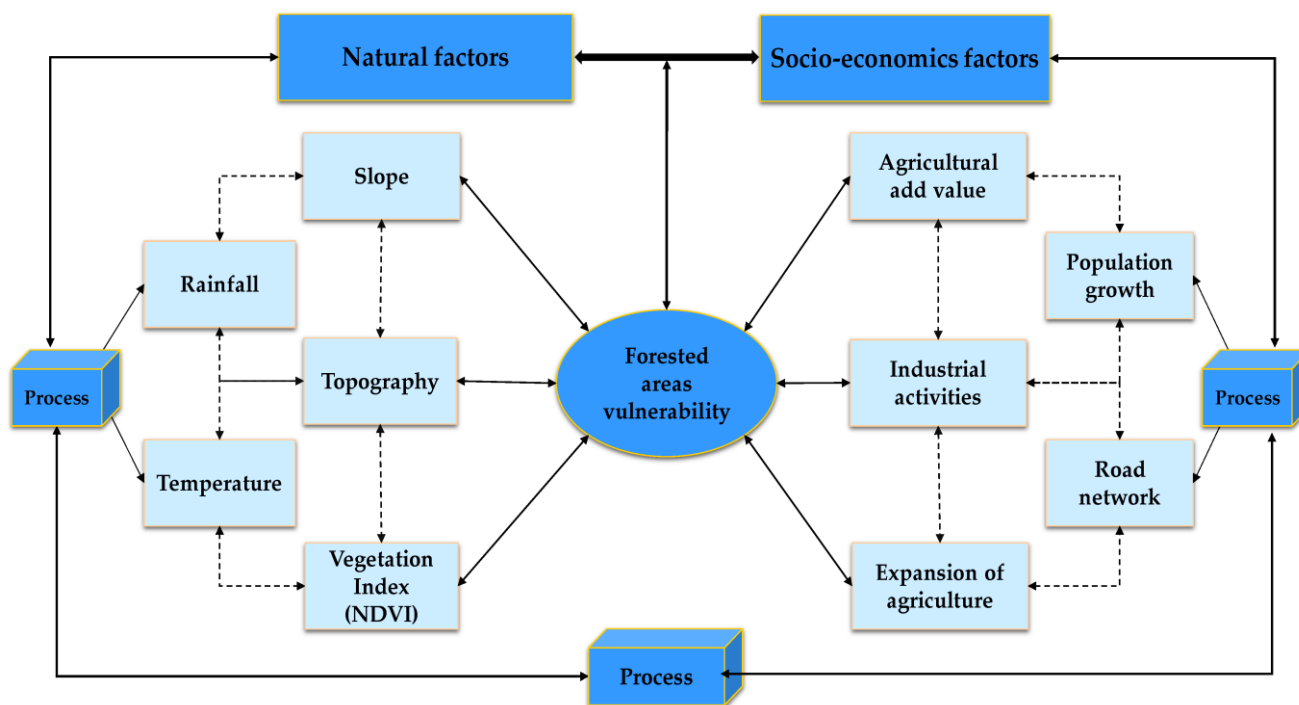 Natural factors
Socio-economics factors
Slope
Agricultural
add value
Rainfall
Population
growth
Process
Topography
Forested
areas
vulnerability
Industrial
activities
Process
Temperature
Road
network
Vegetation
Index
(NDVI)
Expansion of
agriculture
Process